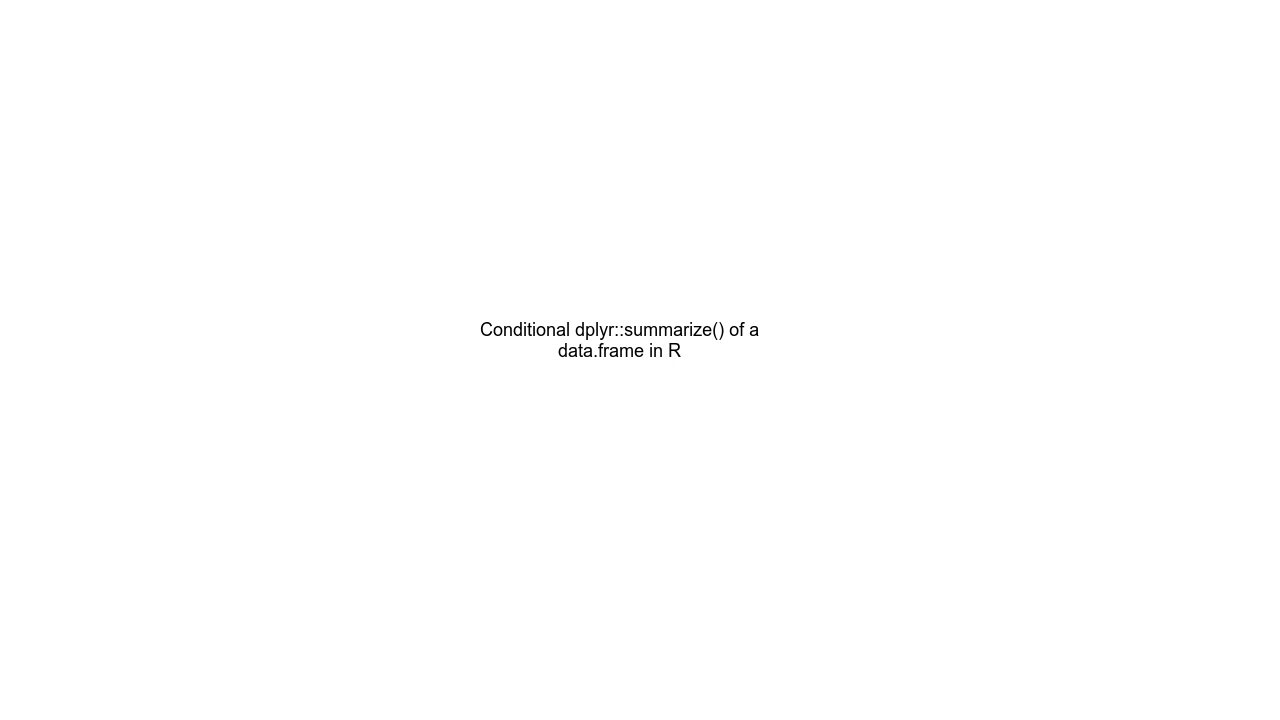 Conditional dplyr::summarize() of a
data.frame in R